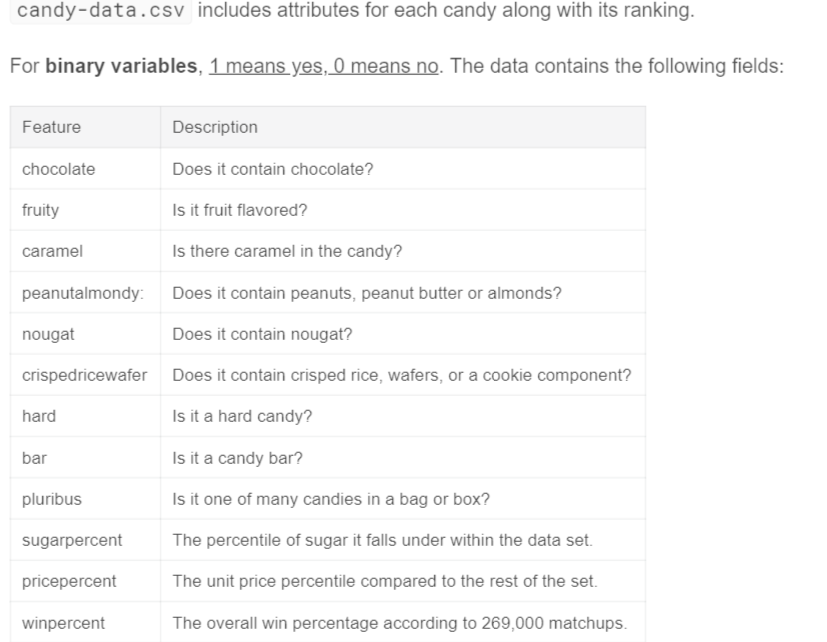 candy-data.csv includes attributes for each candy along with its ranking.
For binary variables, 1 means yes, 0 means no. The data contains the following fields:
Feature Description
chocolate Does it contain chocolate?
fruity Is it fruit flavored?
caramel Is there caramel in the candy?
peanutalmondy: Does it contain peanuts, peanut butter or almonds?
nougat Does it contain nougat?
crispedricewafer Does it contain crisped rice, wafers, or a cookie component?
hard Is it a hard candy?
bar Is it a candy bar?
pluribus Is it one of many candies in a bag or box?
sugarpercent The percentile of sugar it falls under within the data set.
pricepercent The unit price percentile compared to the rest of the set.
winpercent The overall win percentage according to 269,000 matchups.